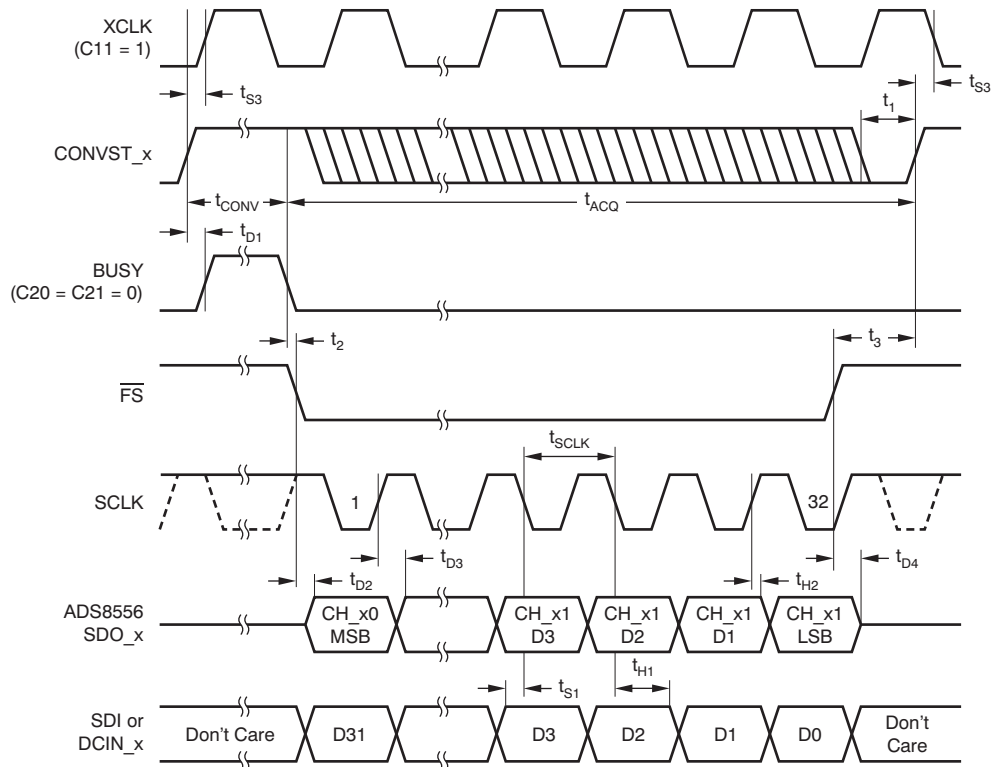 XCLK
(C11 = 1)
tS3
tS3
t1
CONVST_x
tCONV
tACQ
tD1
BUSY
(C20 = C21 = 0)
t2
t3
FS
tSCLK
SCLK
1
32
tD3
tD2
tH2
tD4
ADS8556
SDO_x
CH_x0
MSB
CH_x1
D3
CH_x1
D2
CH_x1
D1
CH_x1
LSB
tS1
tH1
SDI or
DCIN_x
Don't Care
D31
D3
D2
D1
D0
Don't
Care